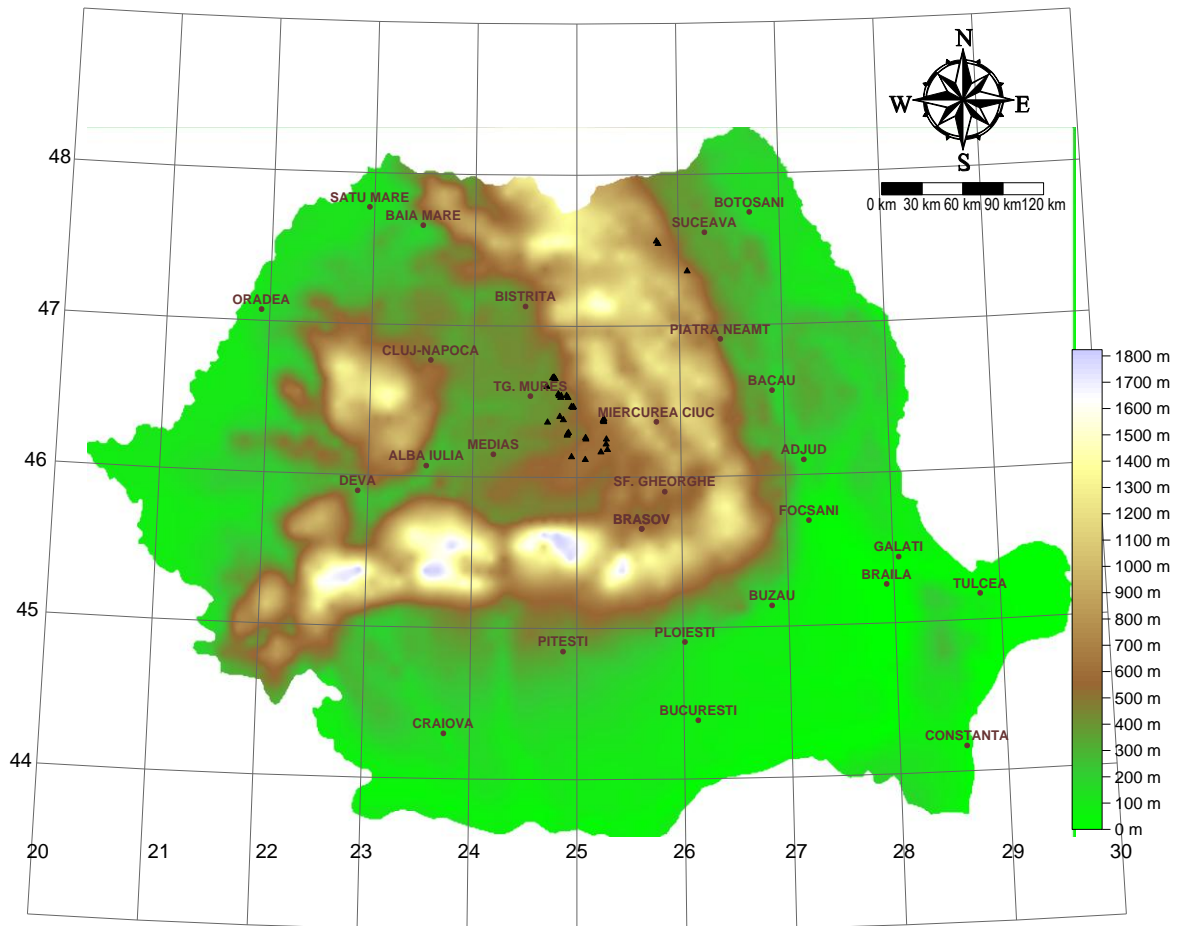 N
W E
S
0 km 30 km 60 km 90 km 120 km
48
SATU MARE
BAIA MARE
BOTOSANI
SUCEAVA
47
ORADEA
BISTRITA
PIATRA NEAMT
CLUJ-NAPOCA
TG. MURES
BACAU
MIERCUREA CIUC
46
ALBA IULIA
MEDIAS
ADJUD
DEVA
SF. GHEORGHE
BRASOV
FOCSANI
GALATI
BRAILA
TULCEA
45
BUZAU
PITESTI
PLOIESTI
BUCURESTI
CRAIOVA
CONSTANTA
44
20 21 22 23 24 25 26 27 28 29 30
1800 m
1700 m
1600 m
1500 m
1400 m
1300 m
1200 m
1100 m
1000 m
900 m
800 m
700 m
600 m
500 m
400 m
300 m
200 m
100 m
0 m